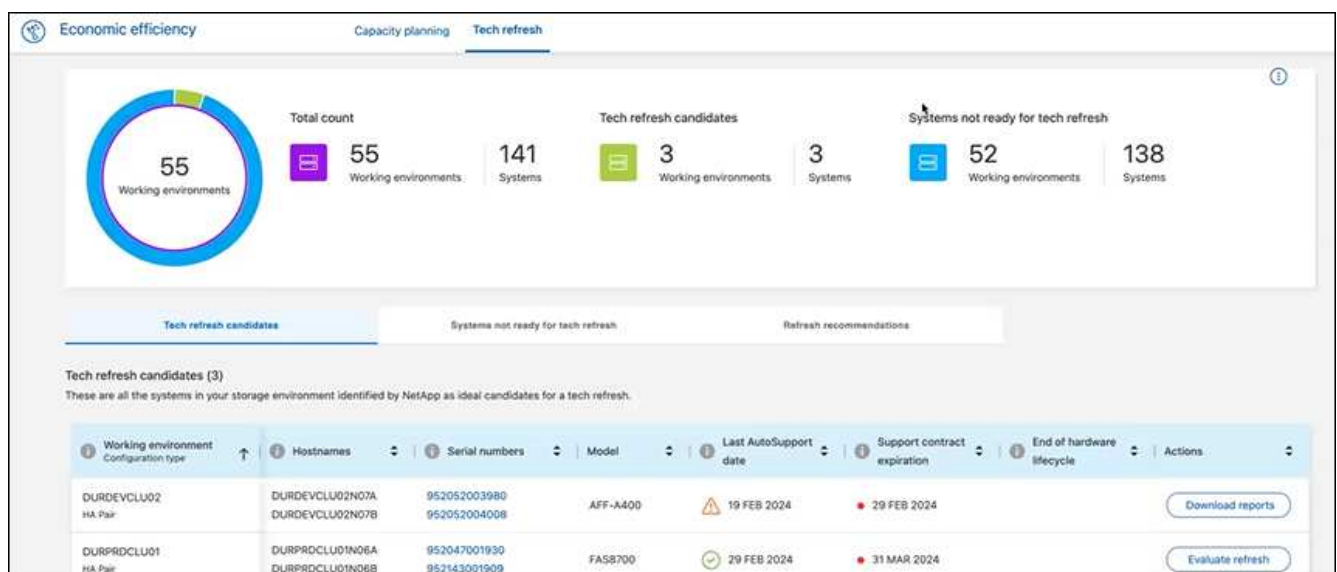 Economic efficiency
Capacity planning
Tech refresh
55
Working environments
Total count
55
Working environments
141
Systems
Tech refresh candidates
3
Working environments
3
Systems
Systems not ready for tech refresh
52
Working environments
138
Systems
Tech refresh candidates
Systems not ready for tech refresh
Refresh recommendations
Tech refresh candidates (3)
These are all the systems in your storage environment identified by NetApp as ideal candidates for a tech refresh.
Working environment
Configuration type
Hostnames
Serial numbers
Model
Last AutoSupport
date
Support contract
expiration
End of hardware
lifecycle
Actions
DURDEVCLU02
HA Pair
DURDEVCLU02N07A
DURDEVCLU02N07B
952052003980
952052004008
AFF-A400
19 FEB 2024
29 FEB 2024
Download reports
DURPRDCLU01
HA Pair
DURPRDCLU01N06A
DURPRDCLU01N06B
952047001930
952143001909
FAS8700
29 FEB 2024
31 MAR 2024
Evaluate refresh